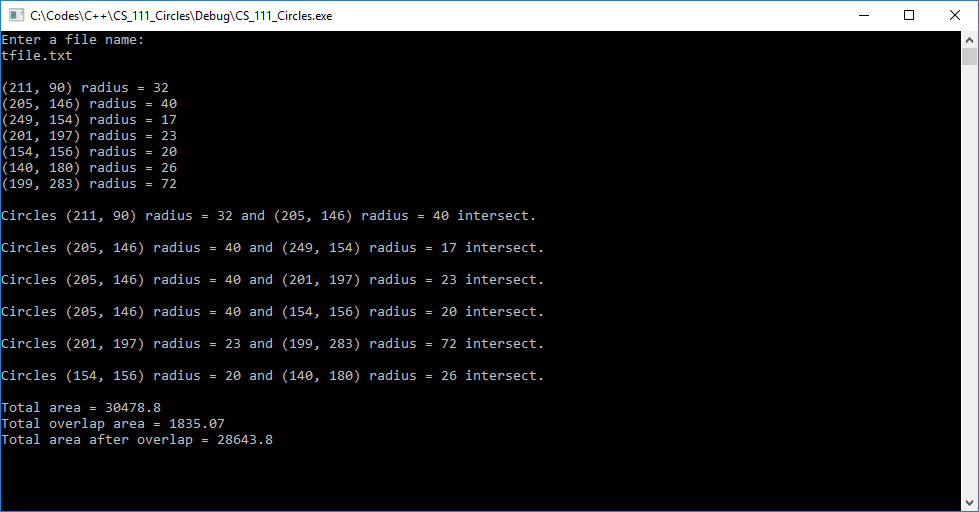 C:\Codes\C++\CS_111_Circles\Debug\CS_111_Circles.exe
Enter a file name:
tfile.txt
(211, 90) radius = 32
(205, 146) radius = 40
(249, 154) radius = 17
(201, 197) radius = 23
(154, 156) radius = 20
(140, 180) radius = 26
(199, 283) radius = 72
Circles (211, 90) radius = 32 and (205, 146) radius = 40 intersect.
Circles (205, 146) radius = 40 and (249, 154) radius = 17 intersect.
Circles (205, 146) radius = 40 and (201, 197) radius = 23 intersect.
Circles (205, 146) radius = 40 and (154, 156) radius = 20 intersect.
Circles (201, 197) radius = 23 and (199, 283) radius = 72 intersect.
Circles (154, 156) radius = 20 and (140, 180) radius = 26 intersect.
Total area = 30478.8
Total overlap area = 1835.07
Total area after overlap = 28643.8